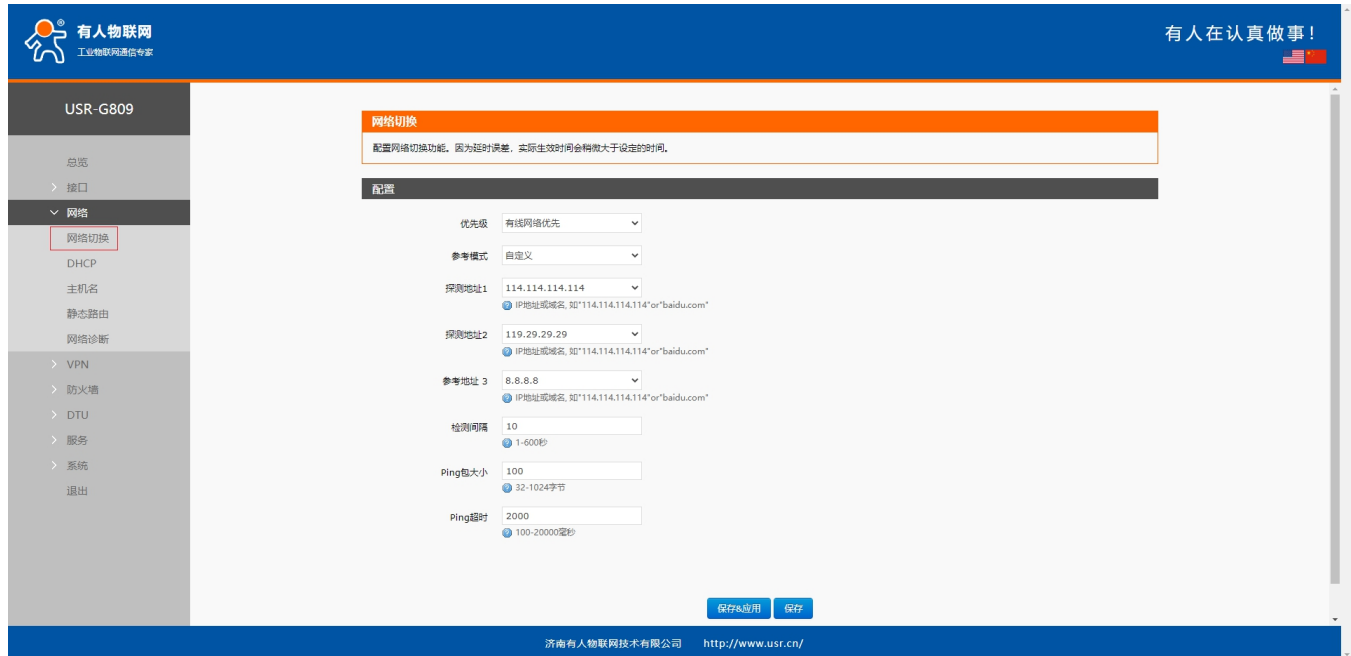 有人物联网
工业物联网通信专家
有人在认真做事!
USR-G809
总览
接口
网络
网络切换
DHCP
主机名
静态路由
网络诊断
VPN
防火墙
DTU
服务
系统
退出
网络切换
配置网络切换功能。因为延时误差，实际生效时间会稍微大于设定的时间。
配置
优先级 有线网络优先
参考模式 自定义
探测地址1 114.114.114.114
IP地址或域名, 如"114.114.114.114"or"baidu.com"
探测地址2 119.29.29.29
IP地址或域名, 如"114.114.114.114"or"baidu.com"
参考地址 3 8.8.8.8
IP地址或域名, 如"114.114.114.114"or"baidu.com"
检测间隔 10
1-600秒
Ping包大小 100
32-1024字节
Ping超时 2000
100-20000毫秒
保存&应用 保存
济南有人物联网技术有限公司 http://www.usr.cn/